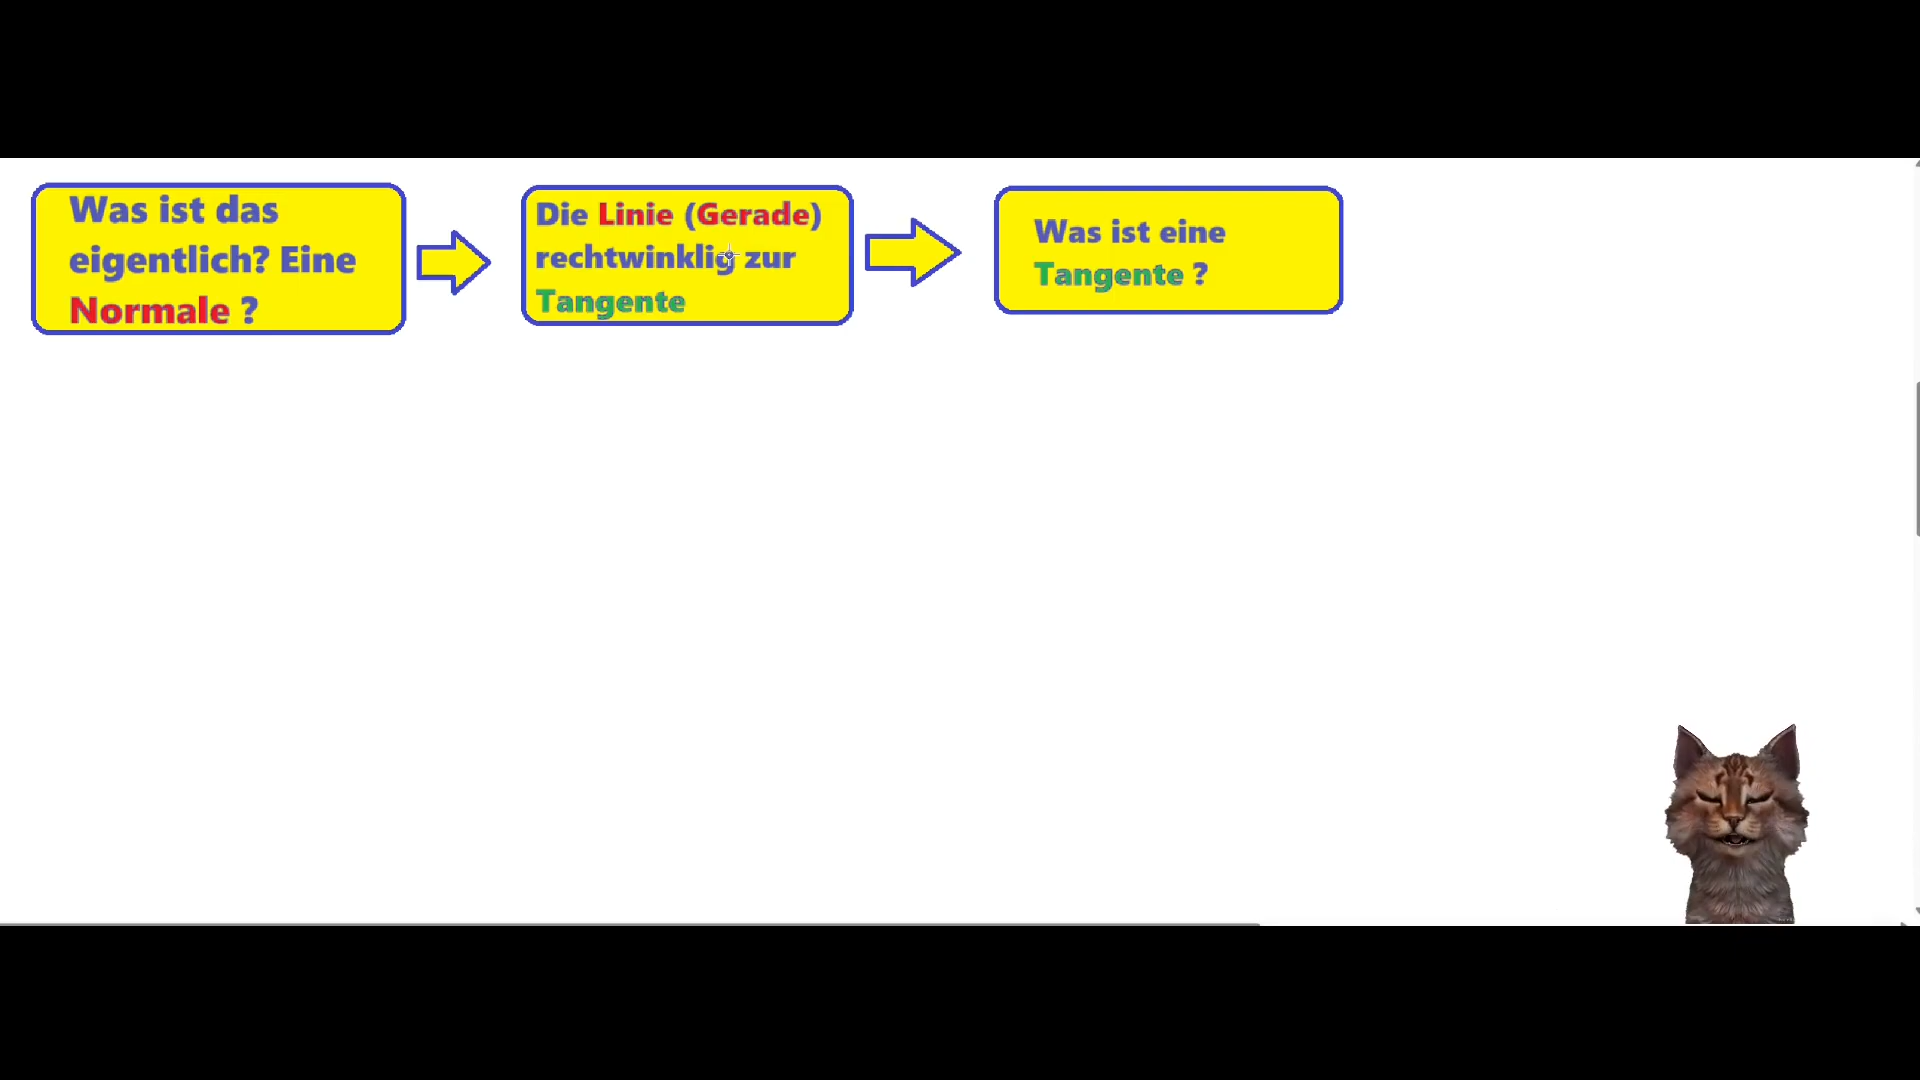 Was ist das
eigentlich? Eine
Normale ?
Die Linie (Gerade)
rechtwinklig zur
Tangente
Was ist eine
Tangente ?